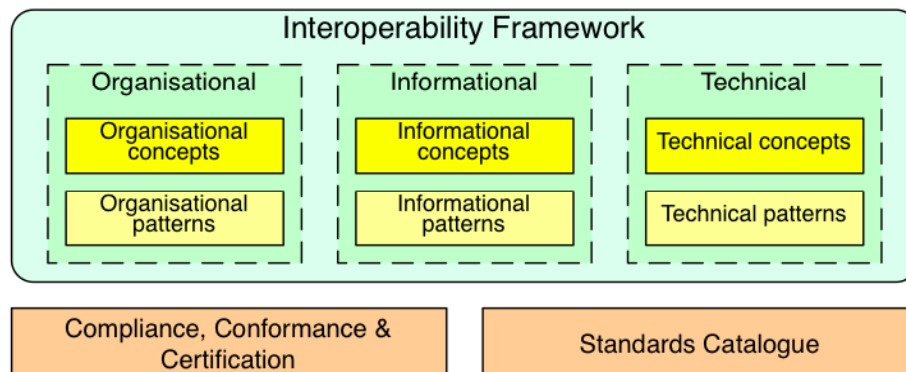 Interoperability Framework
Organisational
Informational
Technical
Organisational
concepts
Informational
concepts
Technical concepts
Organisational
patterns
Informational
patterns
Technical patterns
Compliance, Conformance &
Certification
Standards Catalogue